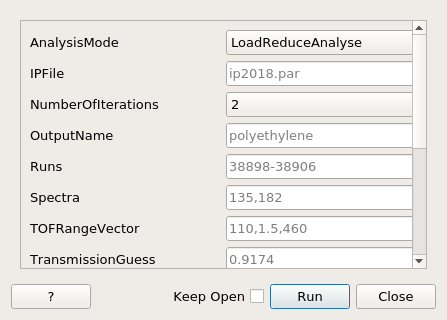 AnalysisMode LoadReduceAnalyse
IPFile ip2018.par
NumberOfIterations 2
OutputName polyethylene
Runs 38898-38906
Spectra 135,182
TOFRangeVector 110,1.5,460
TransmissionGuess 0.9174
? Keep Open Run Close